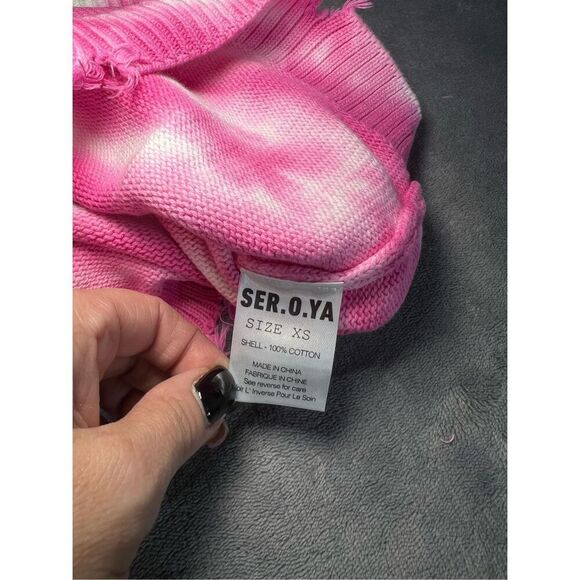 SER.O.YA
SIZE XS
SHELL - 100% COTTON
MADE IN CHINA
FABRIQUE IN CHINE
See reverse for care
oir L' Inverse Pour Le Soin